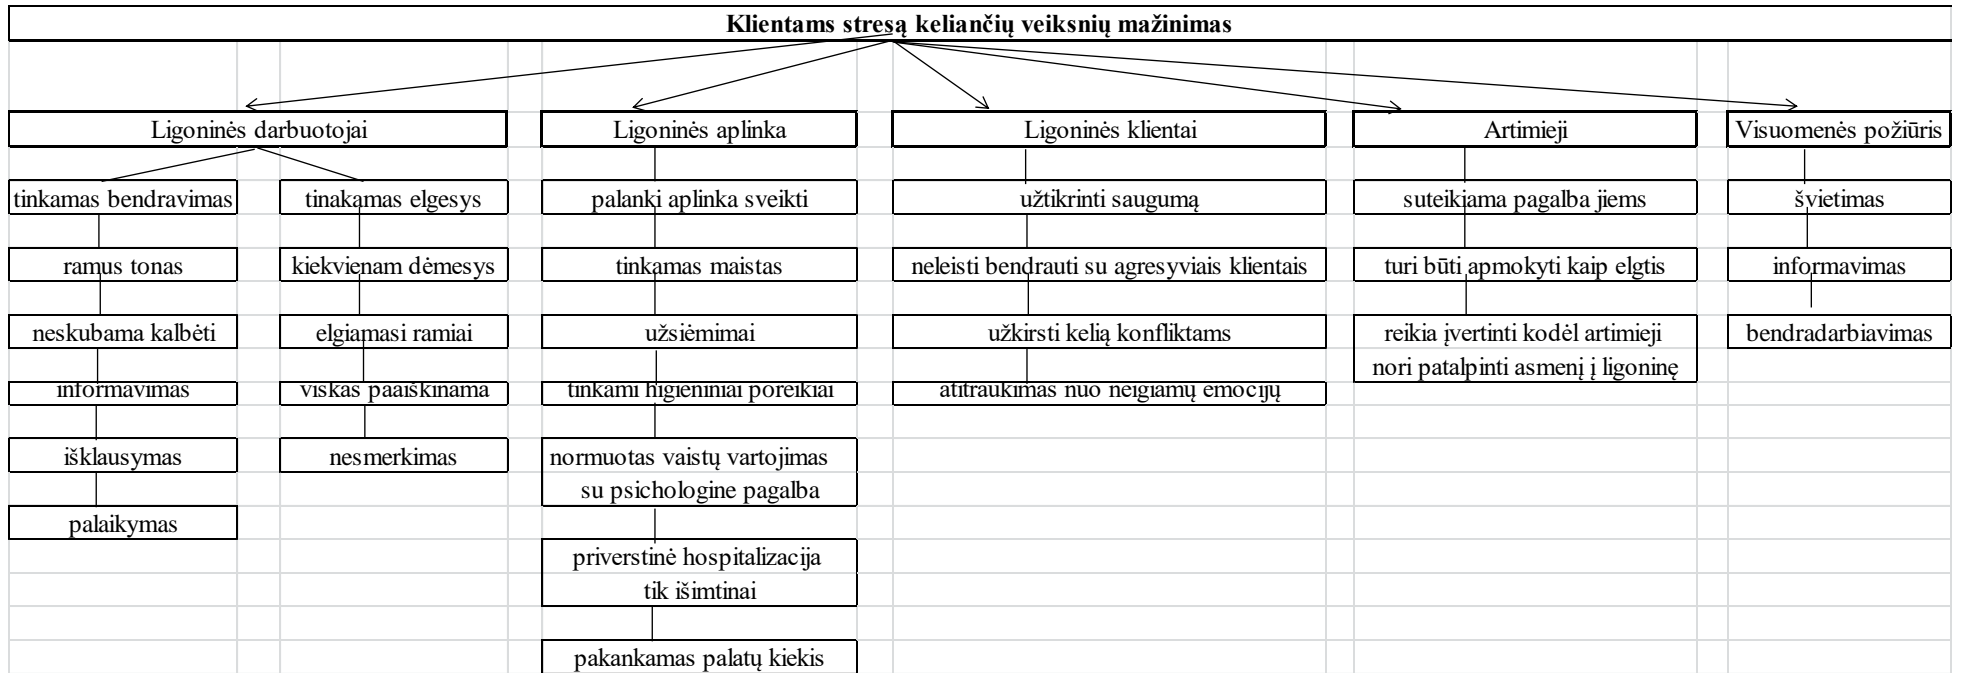 Klientams stresą keliančių veiksnių mažinimas
Ligoninės darbuotojai
Ligoninės aplinka
Ligoninės klientai
Artimieji
Visuomenės požiūris
tinkamas bendravimas
tinakamas elgesys
palanki aplinka sveikti
užtikrinti saugumą
suteikiama pagalba jiems
švietimas
ramus tonas
kiekvienam dėmesys
tinkamas maistas
neleisti bendrauti su agresyviais klientais
turi būti apmokyti kaip elgtis
informavimas
neskubama kalbėti
elgiamasi ramiai
užsiėmimai
užkirsti kelią konfliktams
reikia įvertinti kodėl artimieji
nori patalpinti asmenį į ligoninę
bendradarbiavimas
informavimas
viskas paaiškinama
tinkami higieniniai poreikiai
atitraukimas nuo neigiamų emocijų
išklausymas
nesmerkimas
normuotas vaistų vartojimas
su psichologine pagalba
palaikymas
priverstinė hospitalizacija
tik išimtinai
pakankamas palatų kiekis